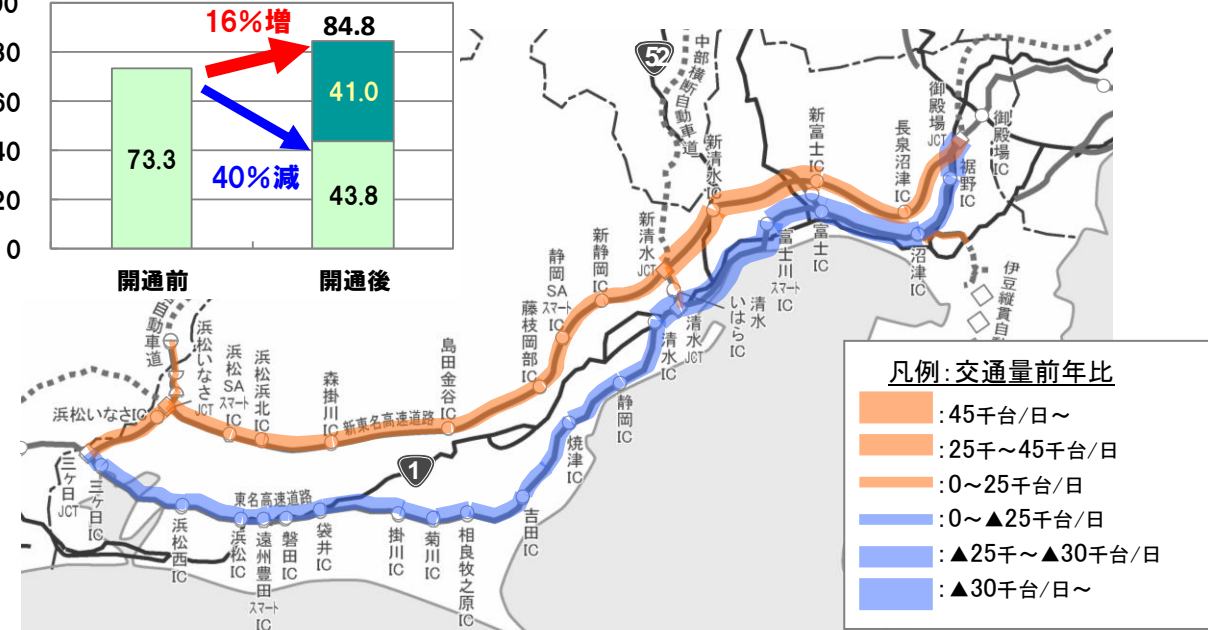 00
80
60
40
20
0
73.3
16%増
40%減
84.8
41.0
43.8
開通前
開通後
52
中部横断自動車道
新清水IC
新富士IC
長泉沼津IC
御殿場JCT
御殿場IC
裾野IC
新清水JCT
新静岡IC
静岡SAスマートIC
藤枝岡部IC
島田金谷IC
新東名高速道路
森掛川IC
浜松浜北IC
浜松SAスマートIC
浜松いなさJCT
自動車道
浜松いなさIC
三ケ日JCT
三ケ日IC
浜松西IC
東名高速道路
浜松IC
遠州豊田スマートIC
磐田IC
袋井IC
1
掛川IC
菊川IC
相良牧之原IC
吉田IC
焼津IC
静岡IC
清水IC
清水JCT
清水いはらIC
富士川スマートIC
富士IC
沼津IC
伊豆縦貫自
凡例:交通量前年比
:45千台/日～
:25千～45千台/日
:0～25千台/日
:0～▲25千台/日
:▲25千～▲30千台/日
:▲30千台/日～